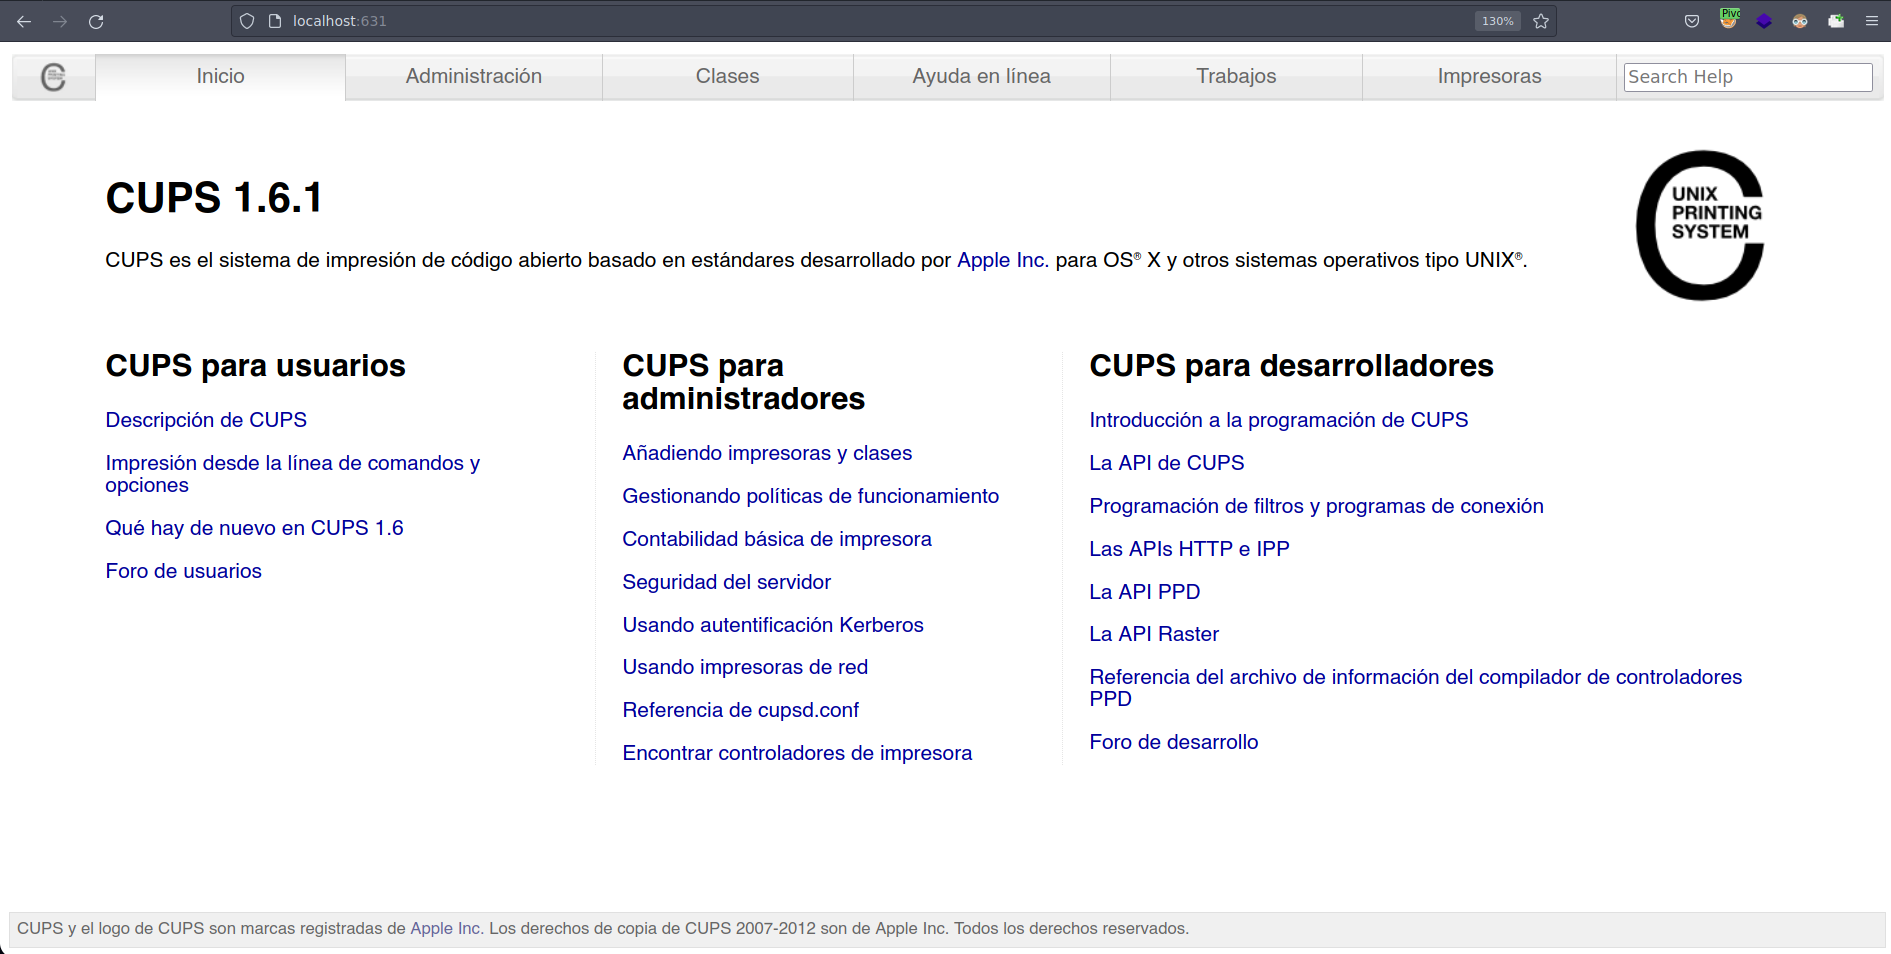 localhost:631
130%
Pivo
UNIX
PRINTING
SYSTEM
Inicio
Administración
Clases
Ayuda en línea
Trabajos
Impresoras
Search Help
CUPS 1.6.1
UNIX
PRINTING
SYSTEM
CUPS es el sistema de impresión de código abierto basado en estándares desarrollado por Apple Inc. para OS® X y otros sistemas operativos tipo UNIX®.
CUPS para usuarios
Descripción de CUPS
Impresión desde la línea de comandos y
opciones
Qué hay de nuevo en CUPS 1.6
Foro de usuarios
CUPS para
administradores
Añadiendo impresoras y clases
Gestionando políticas de funcionamiento
Contabilidad básica de impresora
Seguridad del servidor
Usando autentificación Kerberos
Usando impresoras de red
Referencia de cupsd.conf
Encontrar controladores de impresora
CUPS para desarrolladores
Introducción a la programación de CUPS
La API de CUPS
Programación de filtros y programas de conexión
Las APIs HTTP e IPP
La API PPD
La API Raster
Referencia del archivo de información del compilador de controladores
PPD
Foro de desarrollo
CUPS y el logo de CUPS son marcas registradas de Apple Inc. Los derechos de copia de CUPS 2007-2012 son de Apple Inc. Todos los derechos reservados.